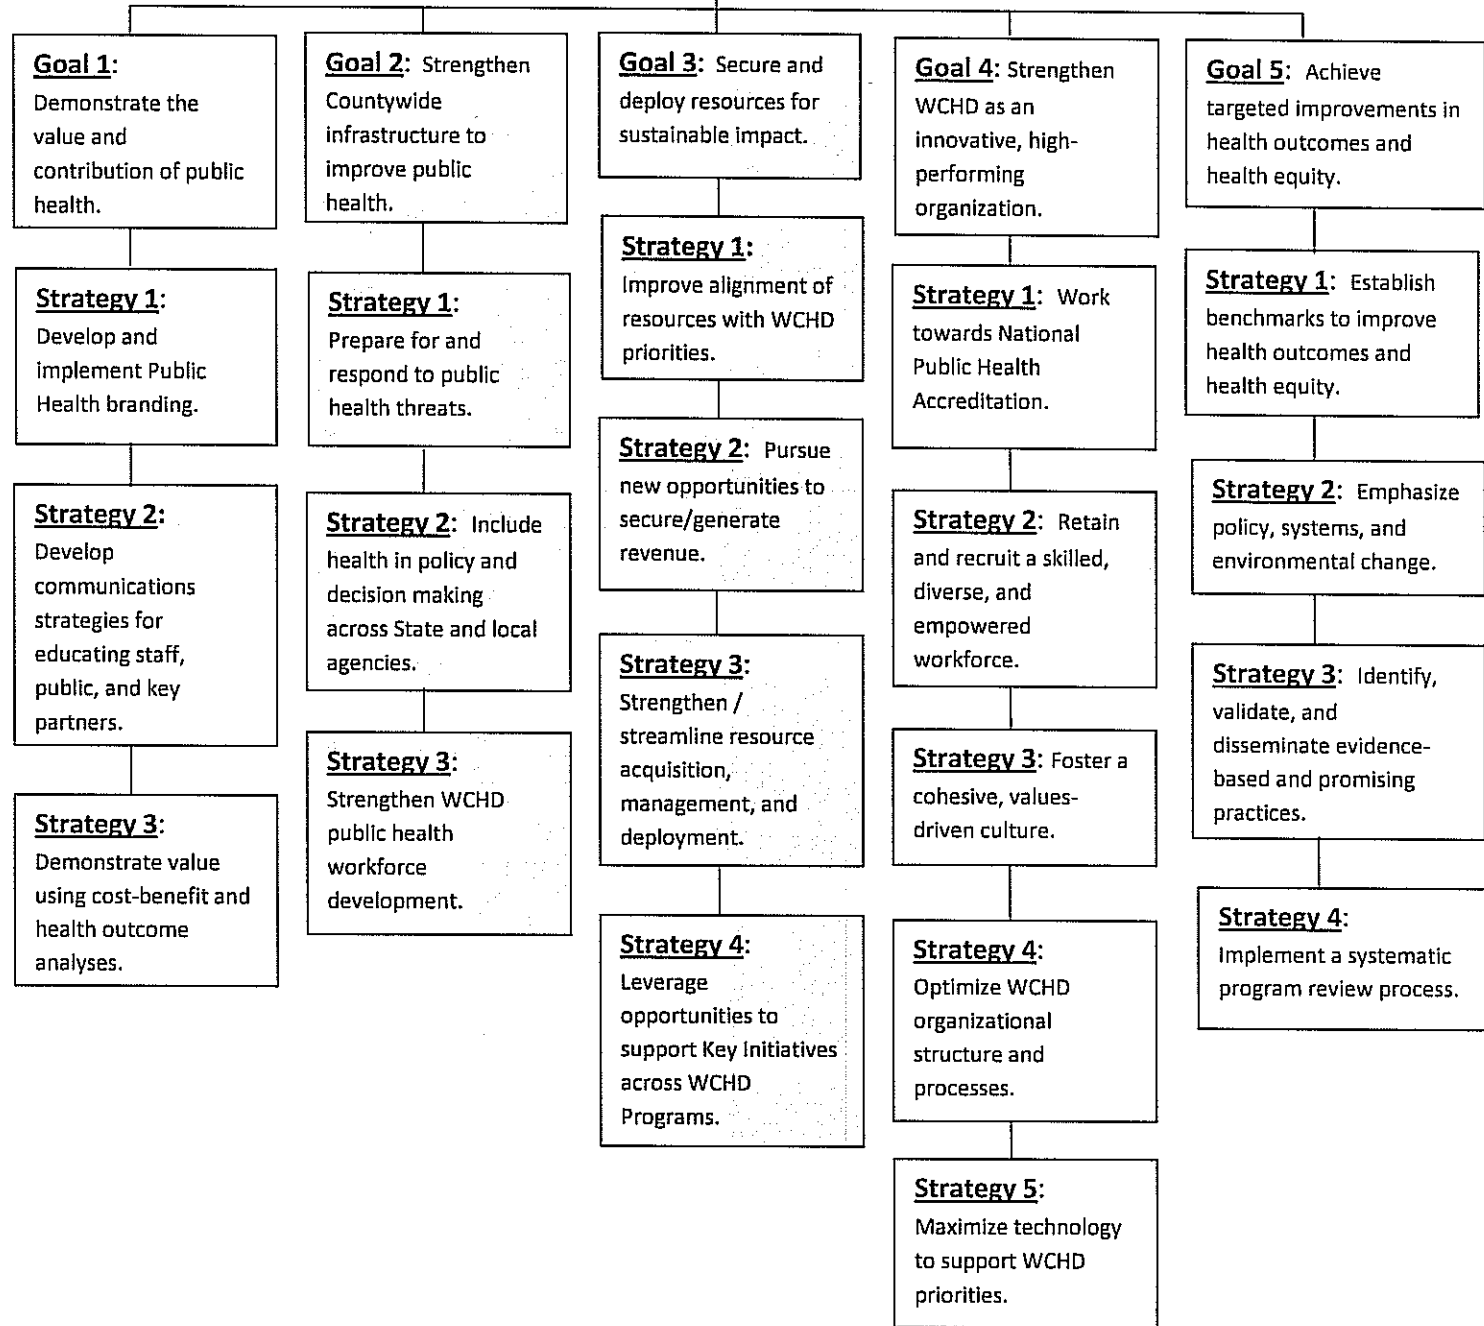 Goal 1:
Demonstrate the
value and
contribution of public
health.
Strategy 1:
Develop and
implement Public
Health branding.
Strategy 2:
Develop
communications
strategies for
educating staff,
public, and key
partners.
Strategy 3:
Demonstrate value
using cost-benefit and
health outcome
analyses.
Goal 2: Strengthen
Countywide
infrastructure to
improve public
health.
Strategy 1:
Prepare for and
respond to public
health threats.
Strategy 2: Include
health in policy and
decision making
across State and local
agencies.
Strategy 3:
Strengthen WCHD
public health
workforce
development.
Goal 3: Secure and
deploy resources for
sustainable impact.
Strategy 1:
Improve alignment of
resources with WCHD
priorities.
Strategy 2: Pursue
new opportunities to
secure/generate
revenue.
Strategy 3:
Strengthen /
streamline resource
acquisition,
management, and
deployment.
Strategy 4:
Leverage
opportunities to
support Key Initiatives
across WCHD
Programs.
Goal 4: Strengthen
WCHD as an
innovative, high-
performing
organization.
Strategy 1: Work
towards National
Public Health
Accreditation.
Strategy 2: Retain
and recruit a skilled,
diverse, and
empowered
workforce.
Strategy 3: Foster a
cohesive, values-
driven culture.
Strategy 4:
Optimize WCHD
organizational
structure and
processes.
Strategy 5:
Maximize technology
to support WCHD
priorities.
Goal 5: Achieve
targeted improvements in
health outcomes and
health equity.
Strategy 1: Establish
benchmarks to improve
health outcomes and
health equity.
Strategy 2: Emphasize
policy, systems, and
environmental change.
Strategy 3: Identify,
validate, and
disseminate evidence-
based and promising
practices.
Strategy 4:
Implement a systematic
program review process.